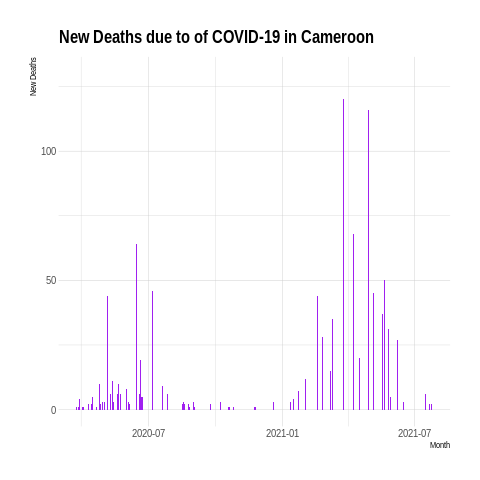 New Deaths due to of COVID-19 in Cameroon
New Deaths
100
50
0
2020-07
2021-01
2021-07
Month